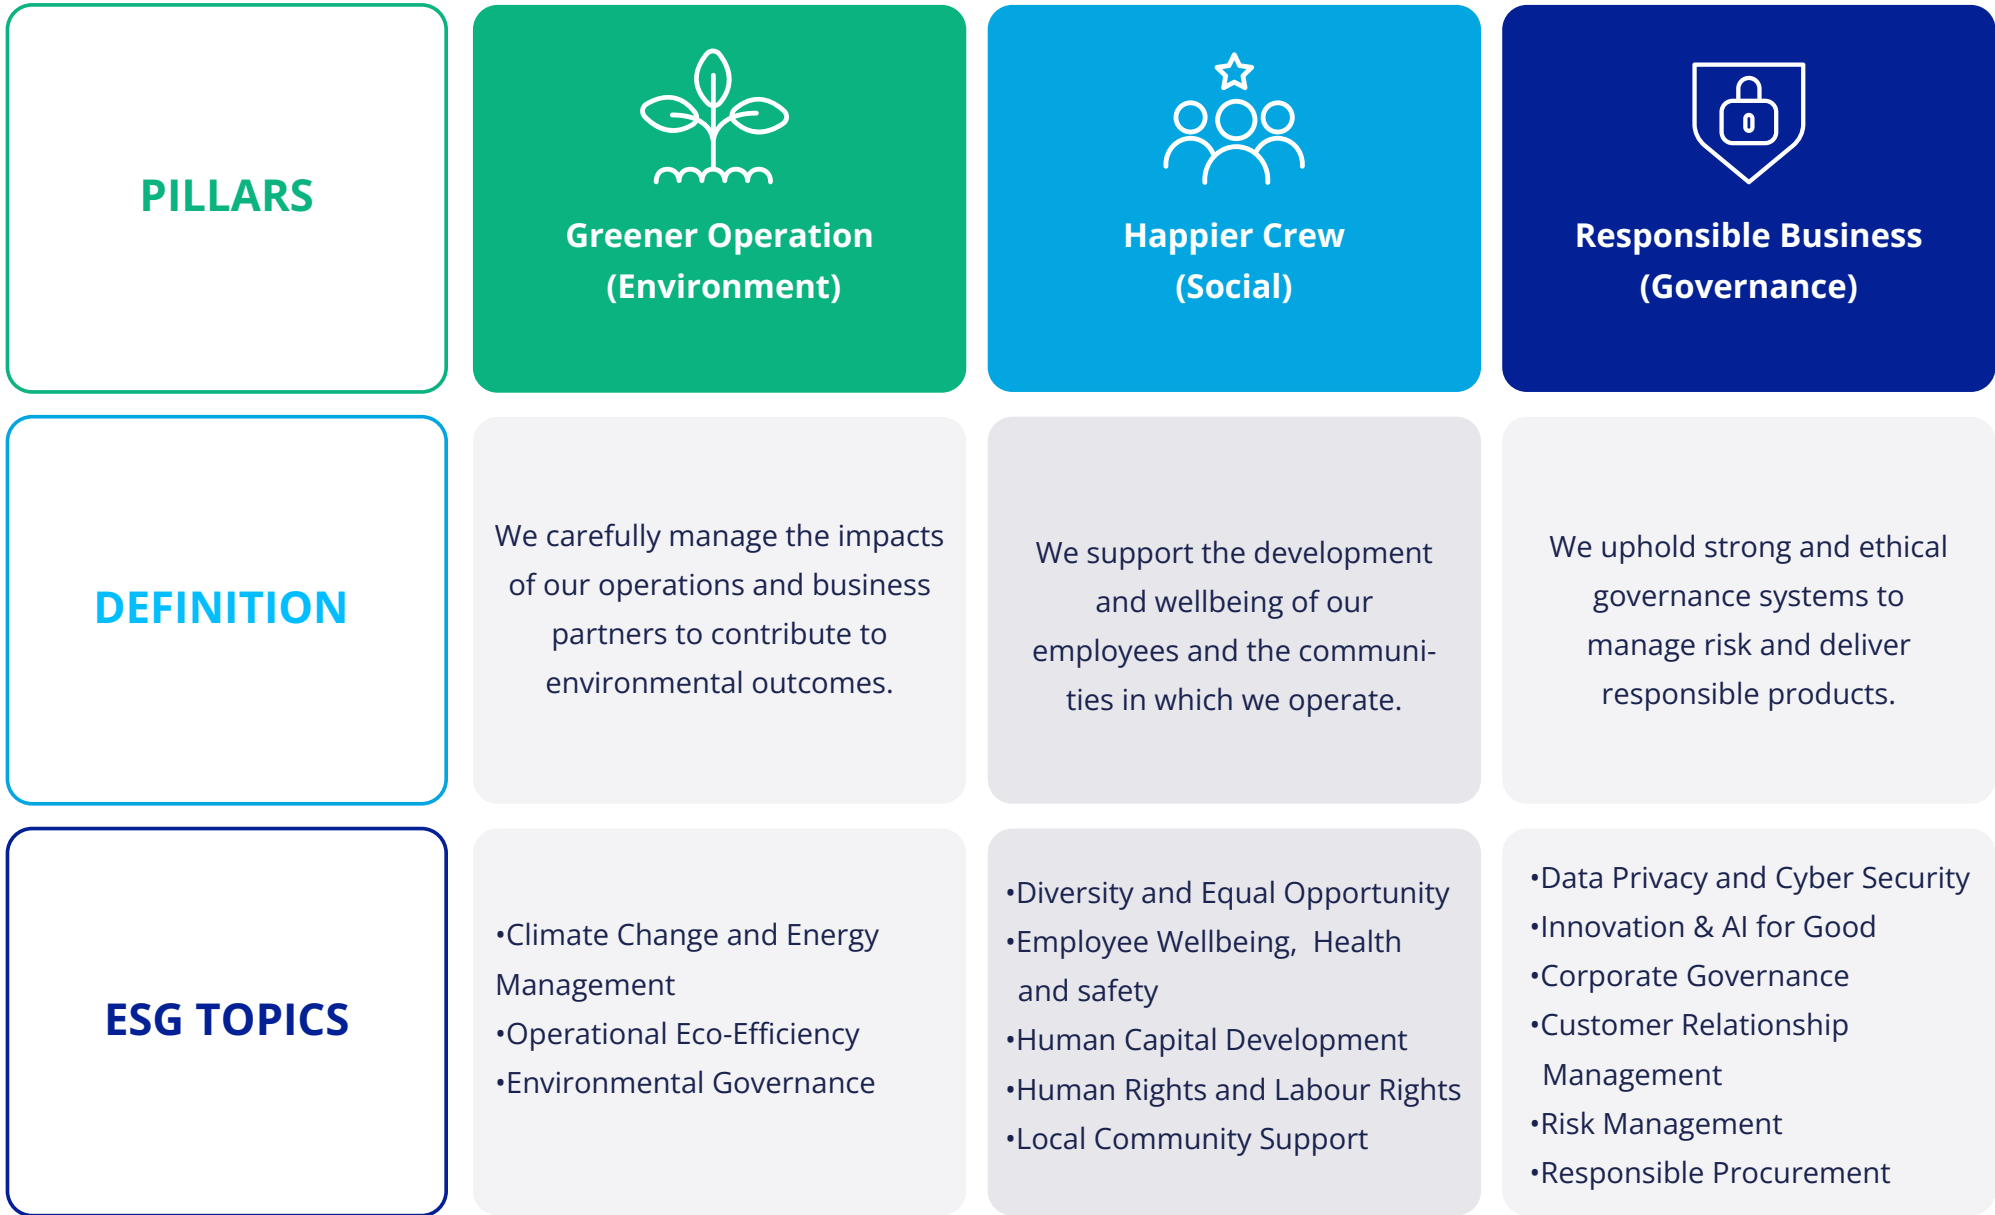 PILLARS
Greener Operation
(Environment)
Happier Crew
(Social)
Responsible Business
(Governance)
DEFINITION
We carefully manage the impacts
of our operations and business
partners to contribute to
environmental outcomes.
We support the development
and wellbeing of our
employees and the communi-
ties in which we operate.
We uphold strong and ethical
governance systems to
manage risk and deliver
responsible products.
ESG TOPICS
•Climate Change and Energy
Management
•Operational Eco-Efficiency
•Environmental Governance
•Diversity and Equal Opportunity
•Employee Wellbeing,  Health
and safety
•Human Capital Development
•Human Rights and Labour Rights
•Local Community Support
•Data Privacy and Cyber Security
•Innovation & AI for Good
•Corporate Governance
•Customer Relationship
Management
•Risk Management
•Responsible Procurement